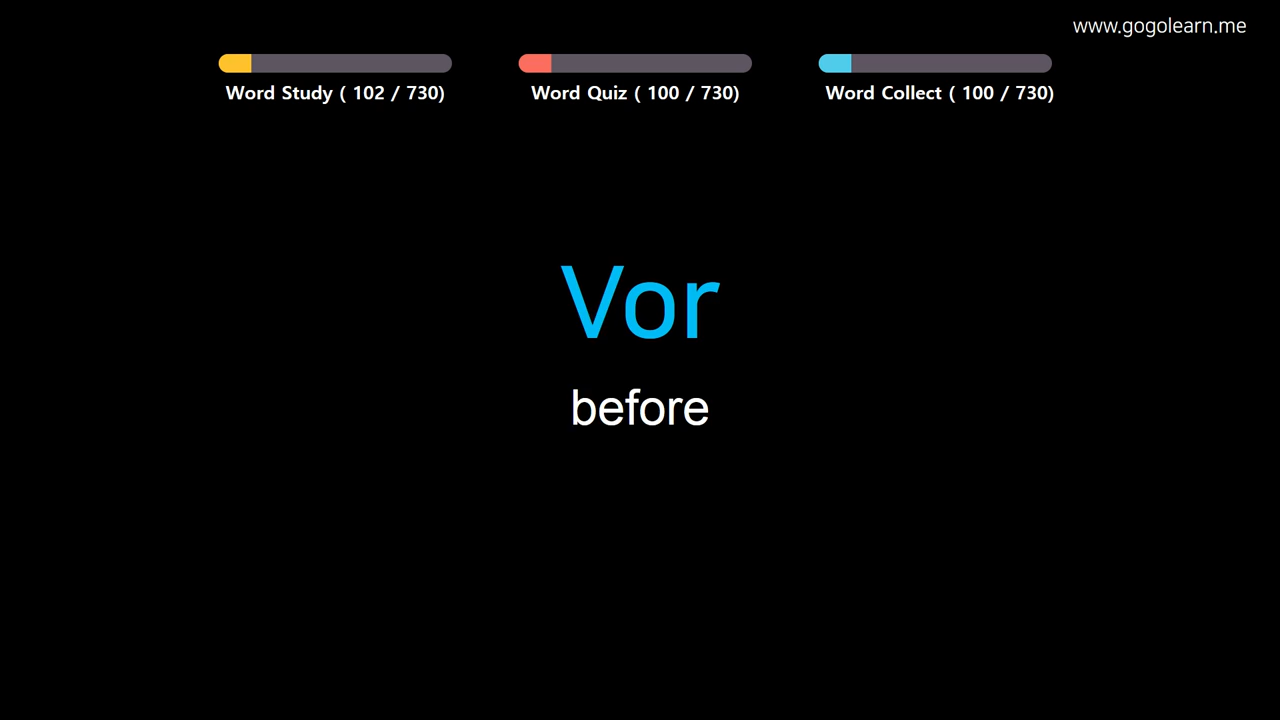 www.gogolearn.me
Word Study ( 102 / 730)
Word Quiz ( 100 / 730)
Word Collect ( 100 / 730)
Vor
before